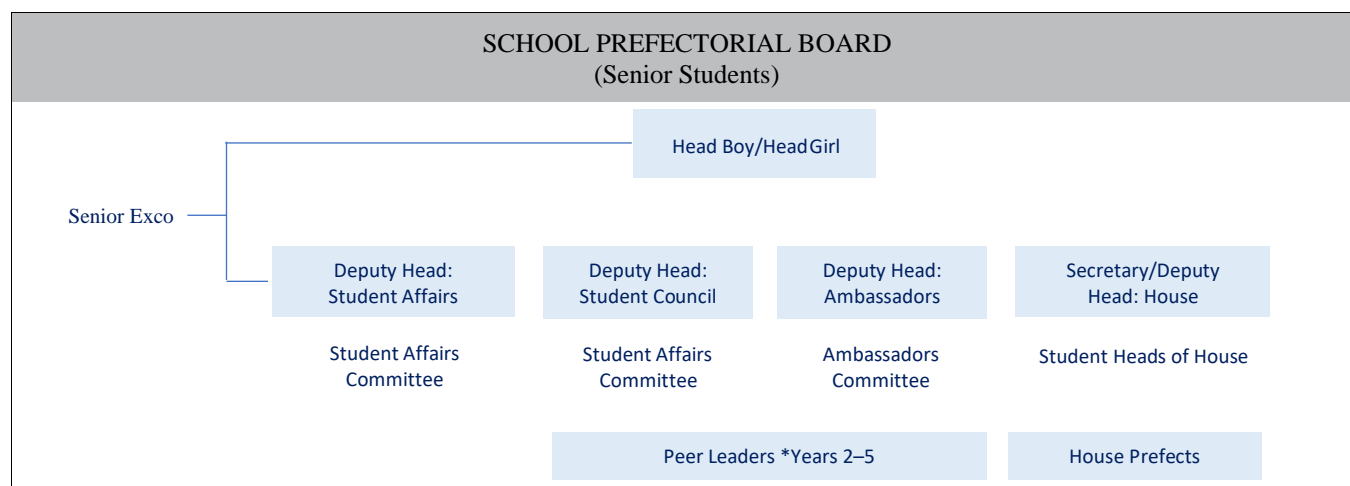 SCHOOL PREFECTORIAL BOARD
(Senior Students)
Head Boy/HeadGirl
Senior Exco
Deputy Head:
Student Affairs
Deputy Head:
Student Council
Deputy Head:
Ambassadors
Secretary/Deputy
Head: House
Student Affairs
Committee
Student Affairs
Committee
Ambassadors
Committee
Student Heads of House
Peer Leaders *Years 2–5
House Prefects